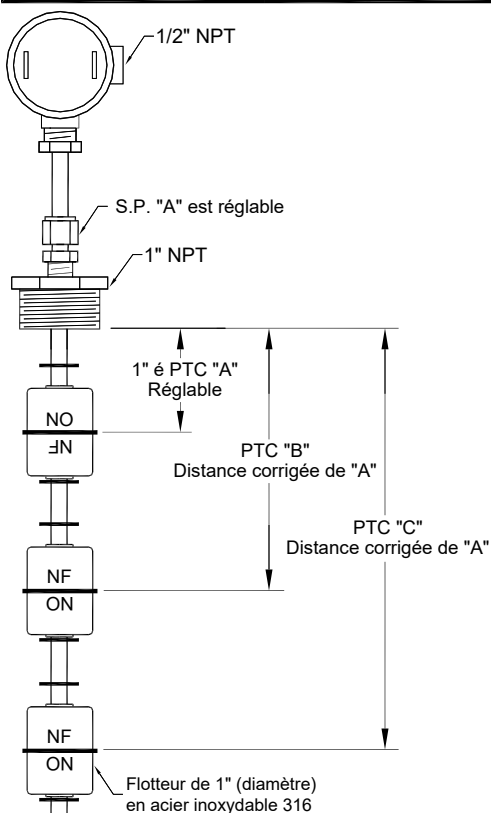 1/2" NPT
S.P. "A" est réglable
1" NPT
1" é PTC "A"
Réglable
NO
NF
PTC "B"
Distance corrigée de "A"
PTC "C"
Distance corrigée de "A"
NF
ON
NF
ON
Flotteur de 1" (diamètre)
en acier inoxydable 316